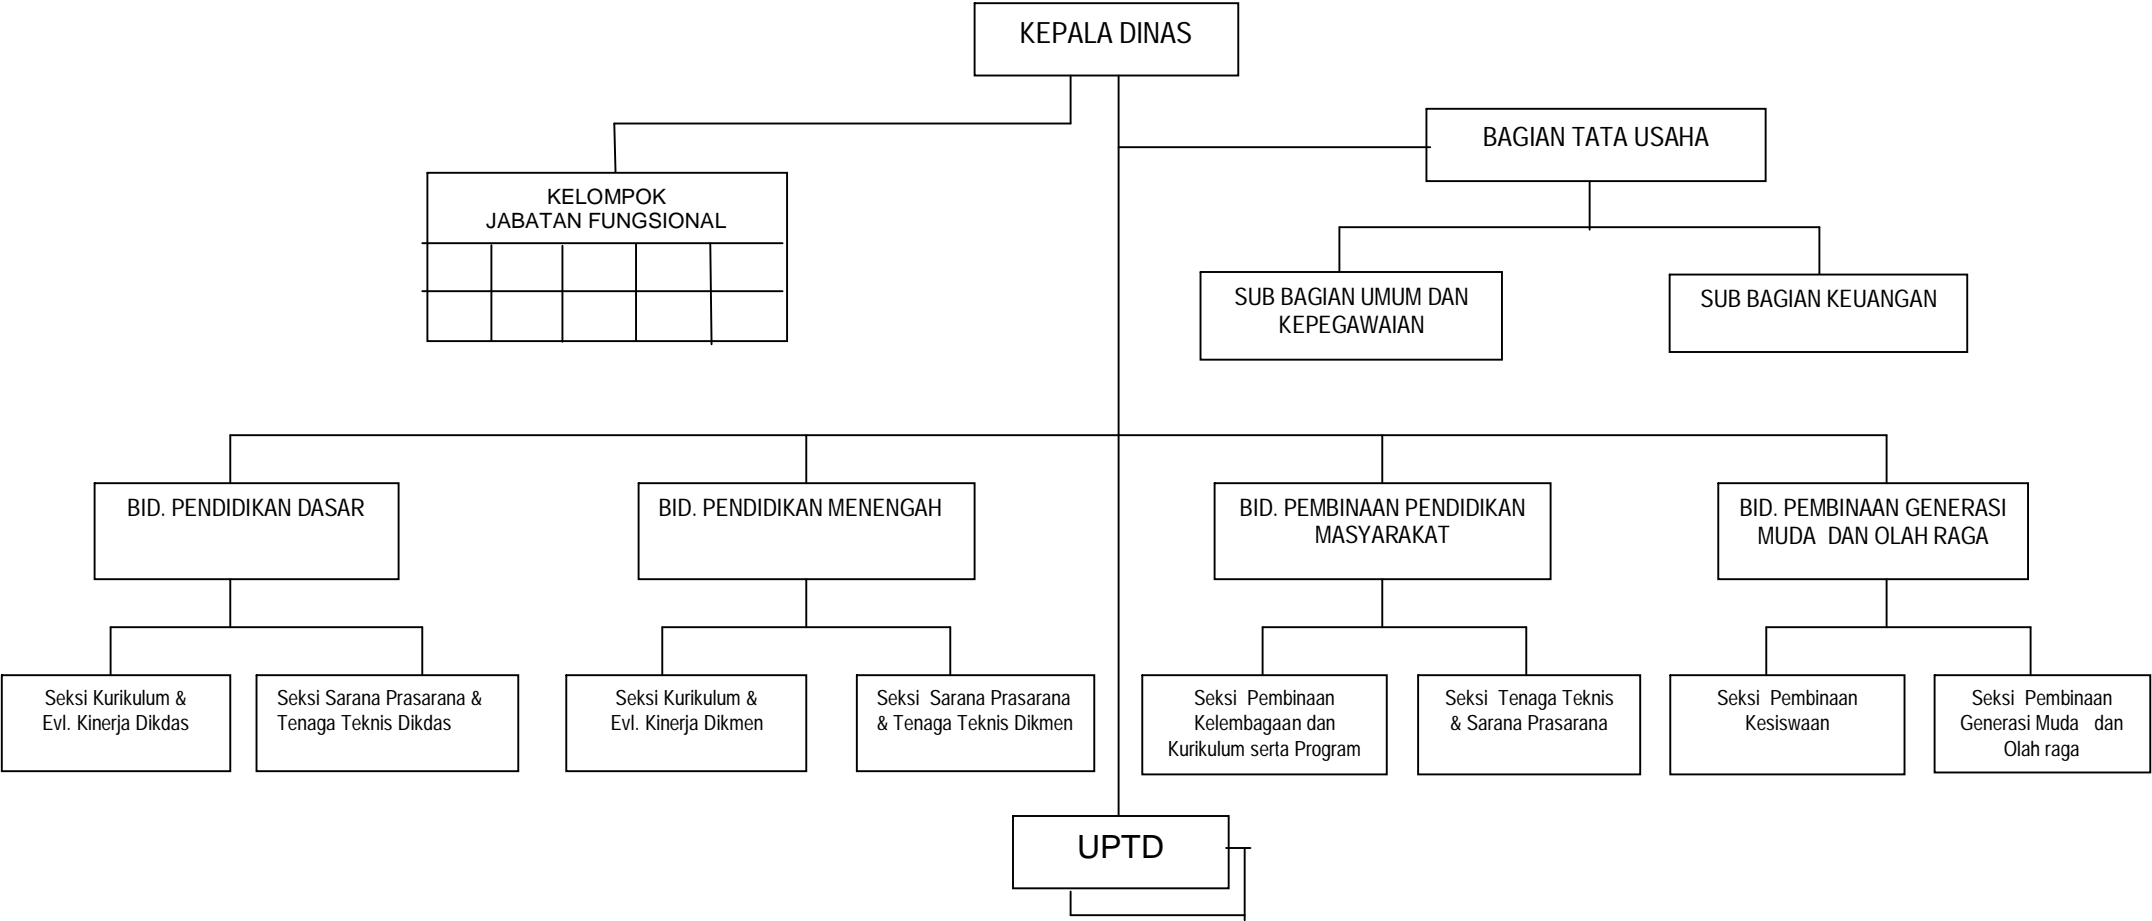 KEPALA DINAS
BAGIAN TATA USAHA
KELOMPOK
JABATAN FUNGSIONAL
SUB BAGIAN UMUM DAN
KEPEGAWAIAN
SUB BAGIAN KEUANGAN
BID. PENDIDIKAN DASAR
BID. PENDIDIKAN MENENGAH
BID. PEMBINAAN PENDIDIKAN
MASYARAKAT
BID. PEMBINAAN GENERASI
MUDA DAN OLAH RAGA
Seksi Kurikulum &
Evl. Kinerja Dikdas
Seksi Sarana Prasarana &
Tenaga Teknis Dikdas
Seksi Kurikulum &
Evl. Kinerja Dikmen
Seksi Sarana Prasarana
& Tenaga Teknis Dikmen
Seksi Pembinaan
Kelembagaan dan
Kurikulum serta Program
Seksi Tenaga Teknis
& Sarana Prasarana
Seksi Pembinaan
Kesiswaan
Seksi Pembinaan
Generasi Muda dan
Olah raga
UPTD